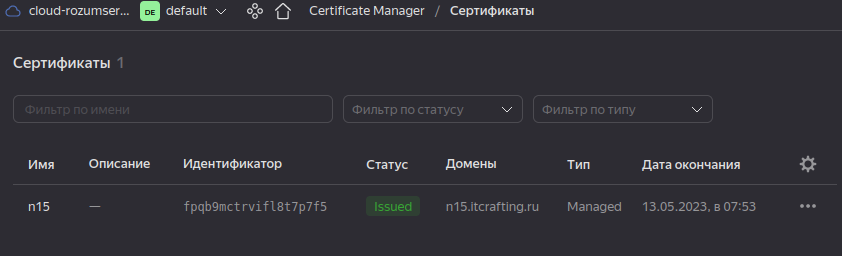 cloud-rozumser... DE default Certificate Manager / Сертификаты
Сертификаты 1
Фильтр по имени Фильтр по статусу Фильтр по типу
Имя Описание Идентификатор Статус Домены Тип Дата окончания
n15 — fpqb9mctrvifl8t7p7f5 Issued n15.itcrafting.ru Managed 13.05.2023, в 07:53